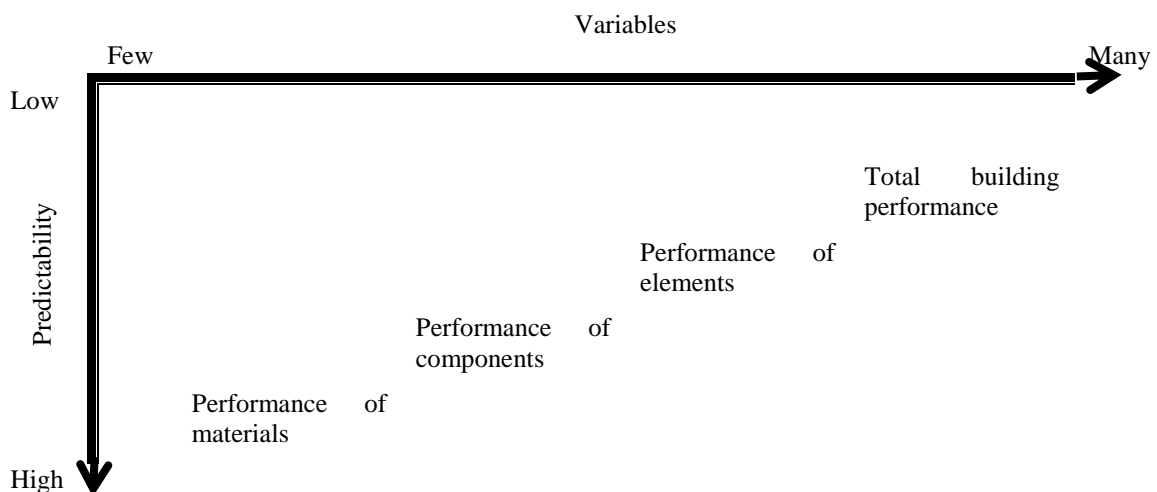 Variables
Few
Many
Low
Total building
performance
Predictability
Performance of
elements
Performance of
components
Performance of
materials
High